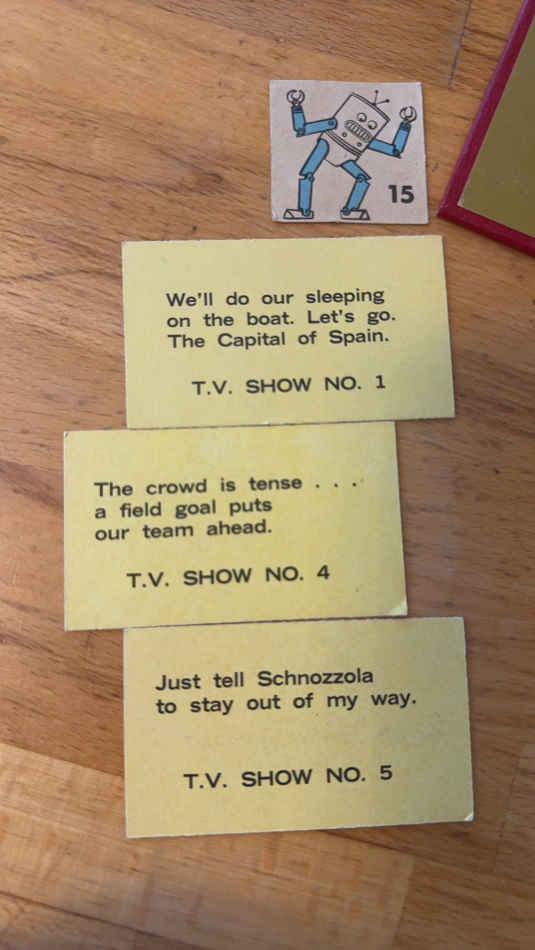 15
We'll do our sleeping
on the boat. Let's go.
The Capital of Spain.
T.V. SHOW NO. 1
The crowd is tense . . .
a field goal puts
our team ahead.
T.V. SHOW NO. 4
Just tell Schnozzola
to stay out of my way.
T.V. SHOW NO. 5